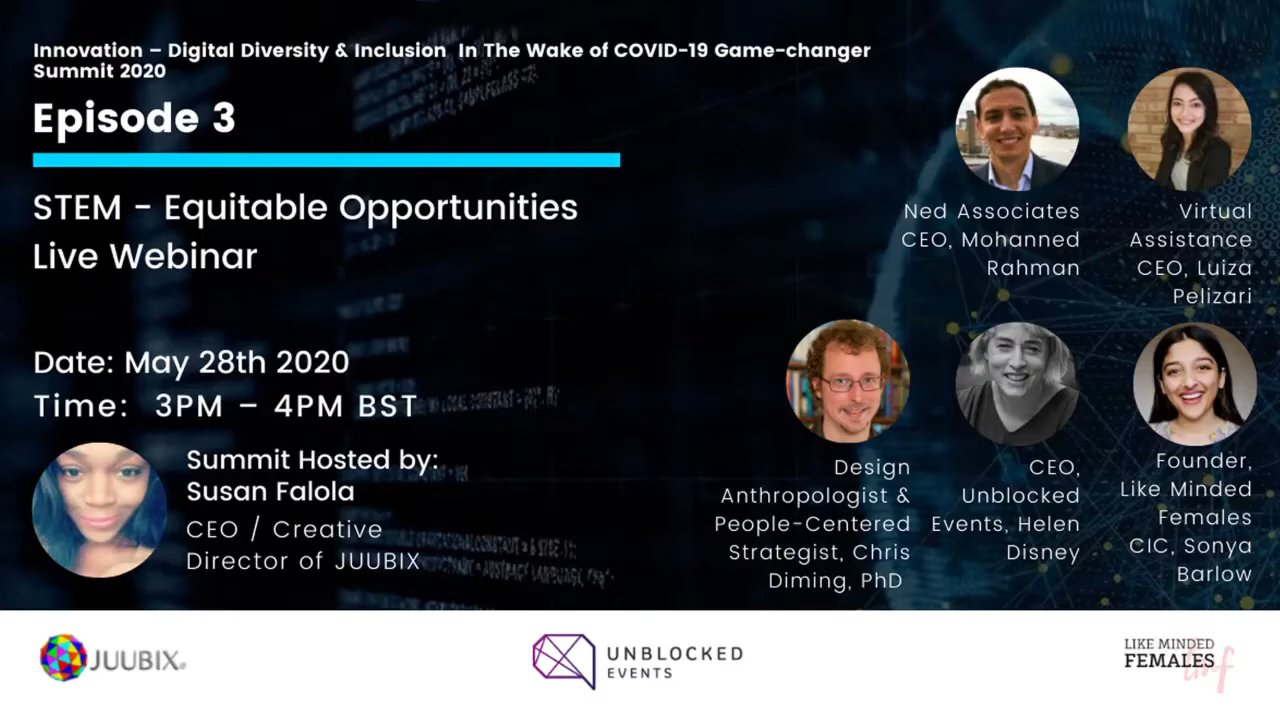 Innovation – Digital Diversity & Inclusion In The Wake of COVID-19 Game-changer
Summit 2020
Episode 3
STEM - Equitable Opportunities
Live Webinar
Date: May 28th 2020
Time: 3PM – 4PM BST
Summit Hosted by:
Susan Falola
CEO / Creative
Director of JUUBIX
Ned Associates
CEO, Mohanned
Rahman
Virtual
Assistance
CEO, Luiza
Pelizari
Design
Anthropologist &
People-Centered
Strategist, Chris
Diming, PhD
CEO,
Unblocked
Events, Helen
Disney
Founder,
Like Minded
Females
CIC, Sonya
Barlow
JUUBIX
UNBLOCKED
EVENTS
LIKE MINDED
FEMALES
lmf